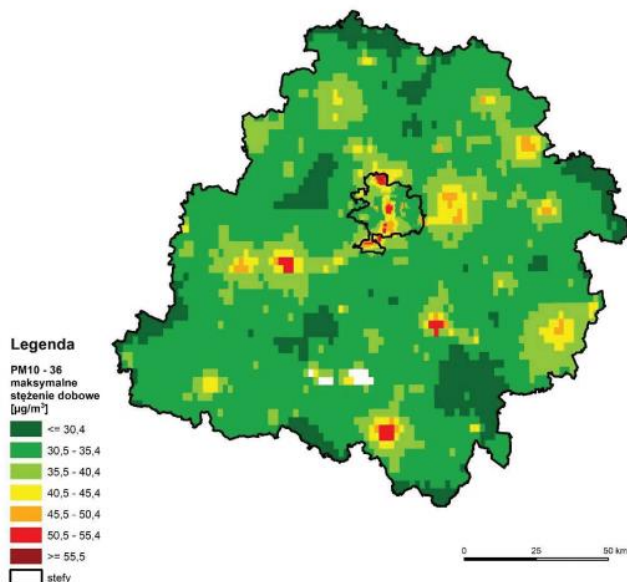 Legenda
PM10 - 36
maksymalne
stężenie dobowe
[µg/m³]
<= 30,4
30,5 - 35,4
35,5 - 40,4
40,5 - 45,4
45,5 - 50,4
50,5 - 55,4
>= 55,5
stefy
0 25 50 km